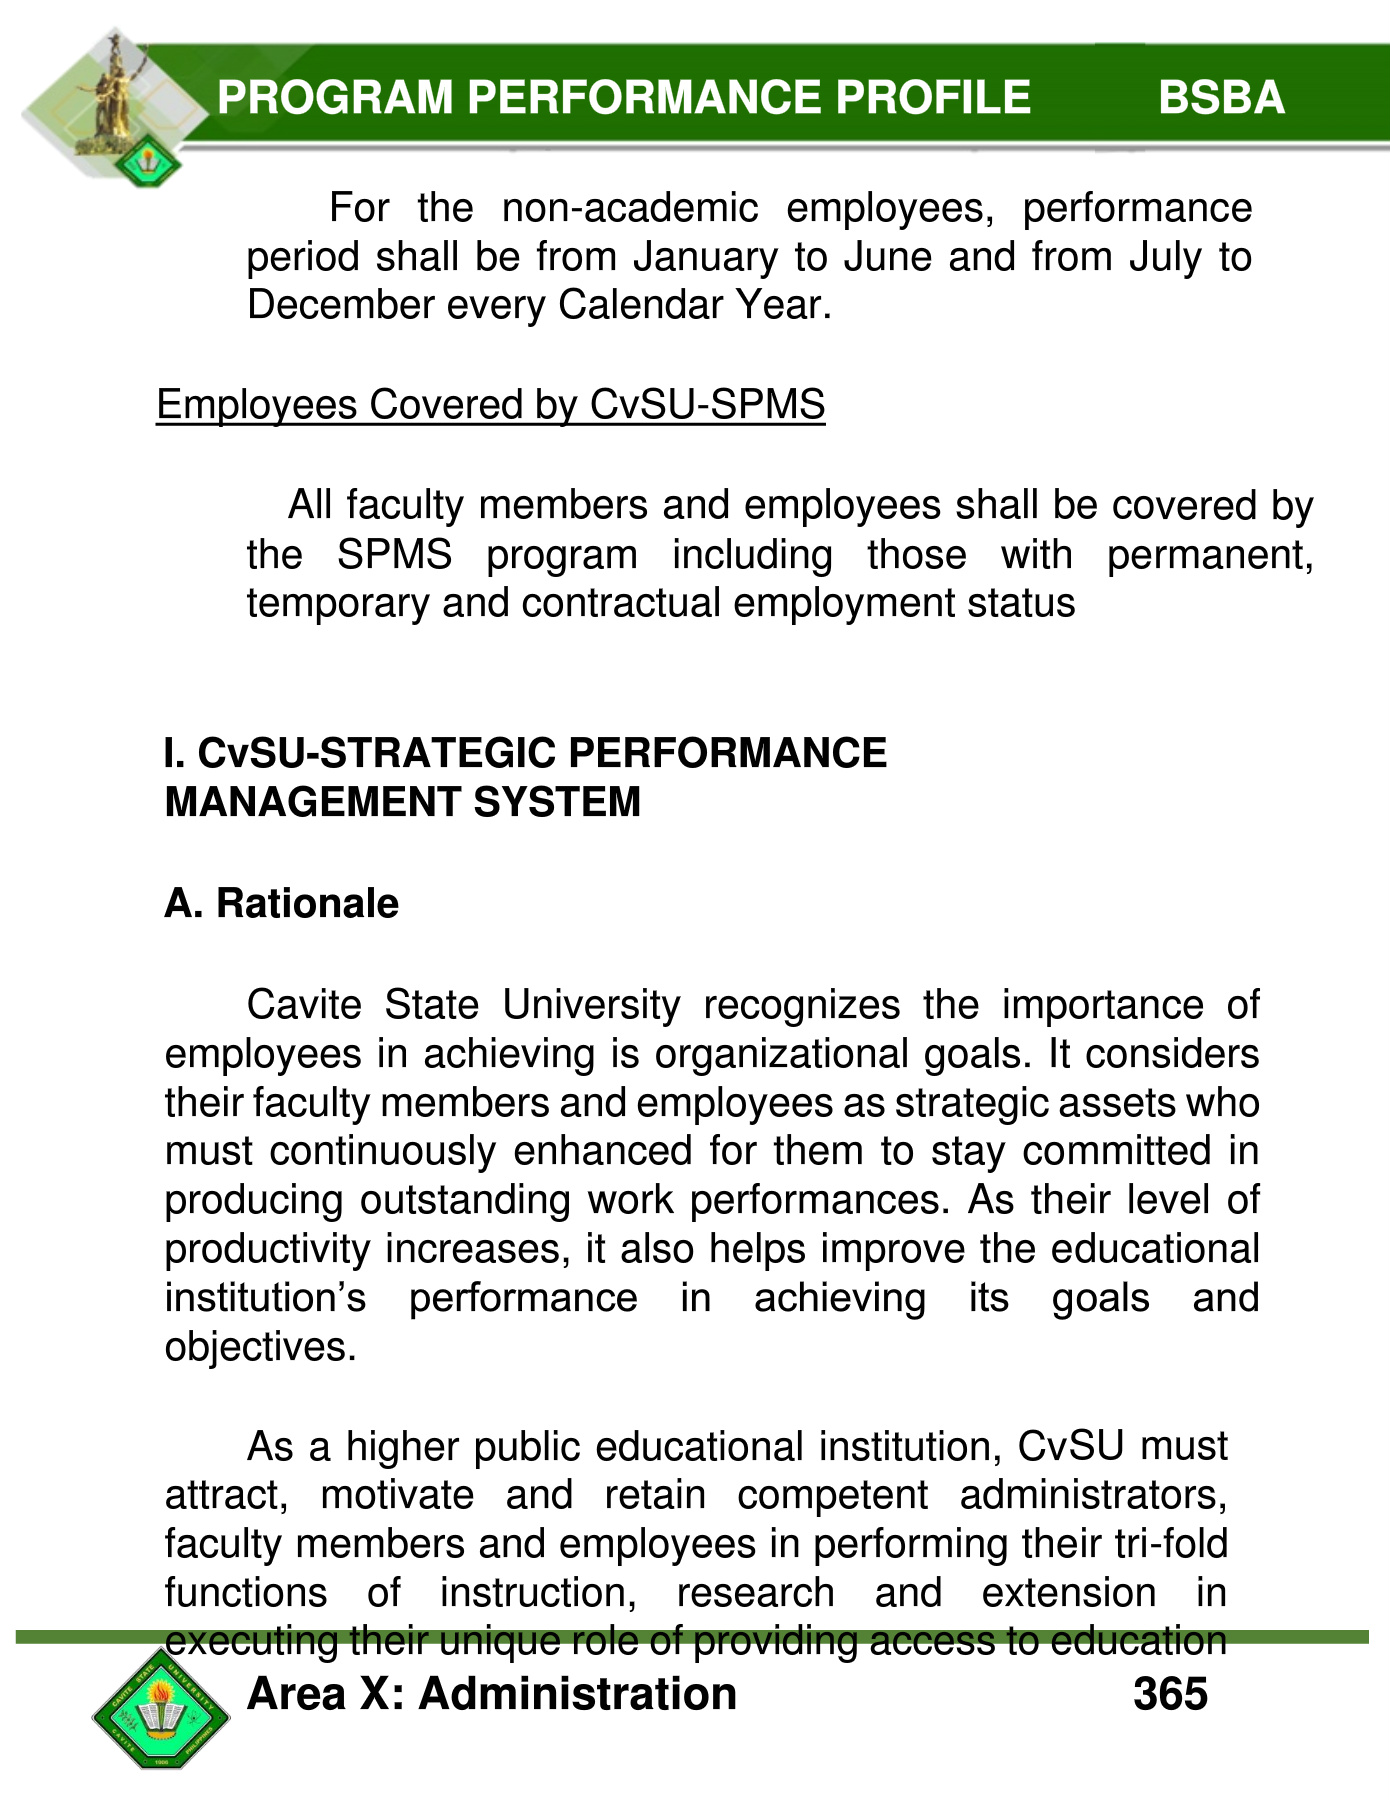 PROGRAM PERFORMANCE PROFILE BSBA
For the non-academic employees, performance
period shall be from January to June and from July to
December every Calendar Year.
Employees Covered by CvSU-SPMS
All faculty members and employees shall be covered by
the SPMS program including those with permanent,
temporary and contractual employment status
I. CvSU-STRATEGIC PERFORMANCE
MANAGEMENT SYSTEM
A. Rationale
Cavite State University recognizes the importance of
employees in achieving is organizational goals. It considers
their faculty members and employees as strategic assets who
must continuously enhanced for them to stay committed in
producing outstanding work performances. As their level of
productivity increases, it also helps improve the educational
institution’s performance in achieving its goals and
objectives.
As a higher public educational institution, CvSU must
attract, motivate and retain competent administrators,
faculty members and employees in performing their tri-fold
functions of instruction, research and extension in
executing their unique role of providing access to education
CAVITE STATE UNIVERSITY
CAVITE
1906
PHILIPPINES
Area X: Administration 365